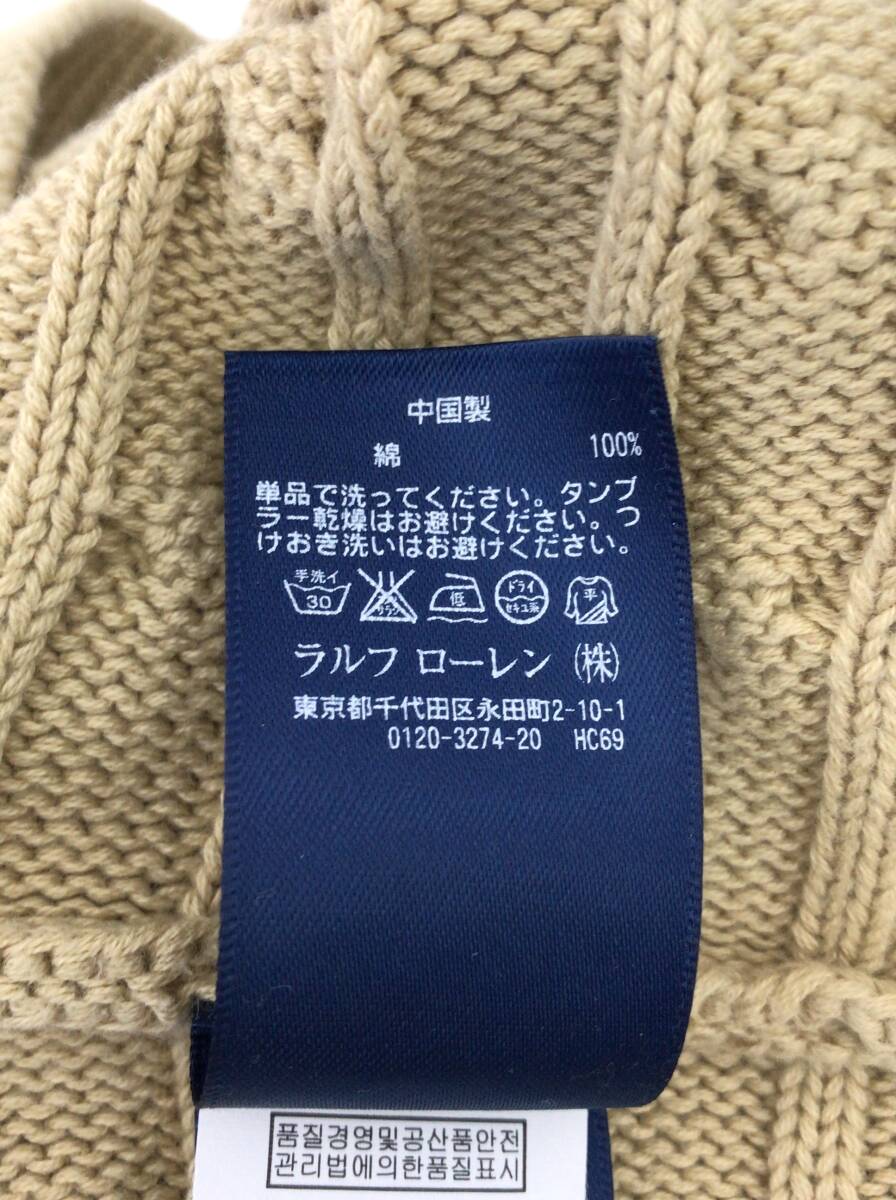 中国製
綿 100%
単品で洗ってください。タンブ
ラー乾燥はお避けください。つ
けおき洗いはお避けください。
手洗イ 30 低 ドライ セキユ系 平
ラルフ ローレン (株)
東京都千代田区永田町2-10-1
0120-3274-20 HC69
품질경영및공산품안전
관리법에의한품질표시